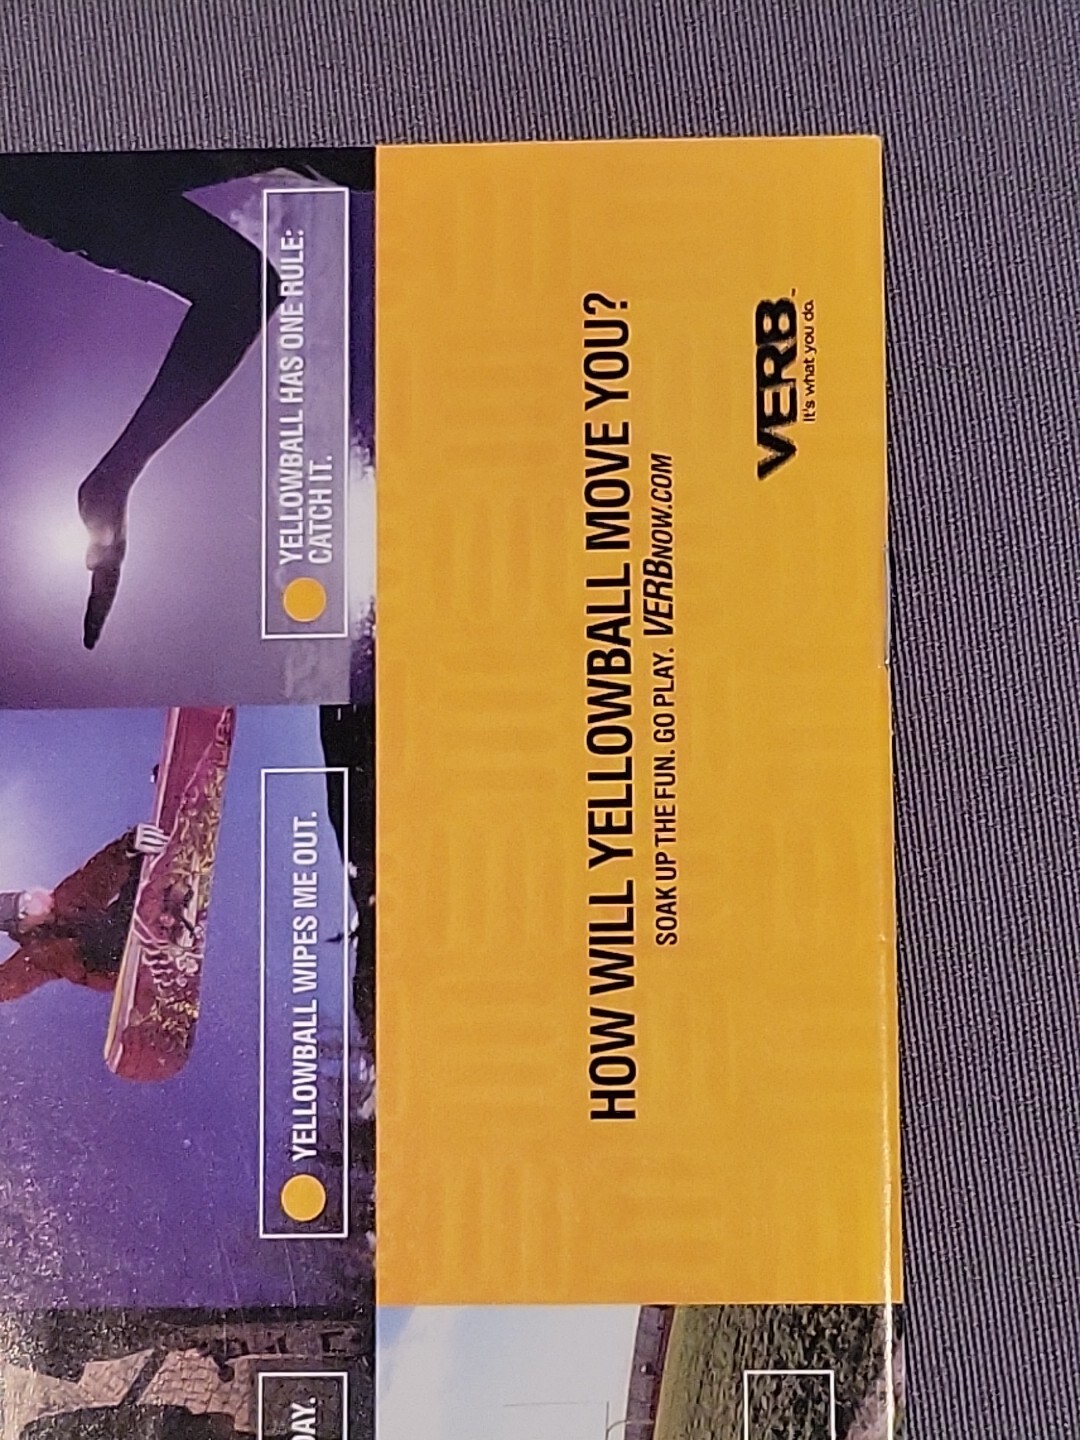 YELLOWBALL HAS ONE RULE:
CATCH IT.
YELLOWBALL WIPES ME OUT.
DAY.
HOW WILL YELLOWBALL MOVE YOU?
SOAK UP THE FUN. GO PLAY. VERBNOW.COM
VERB™
It's what you do.